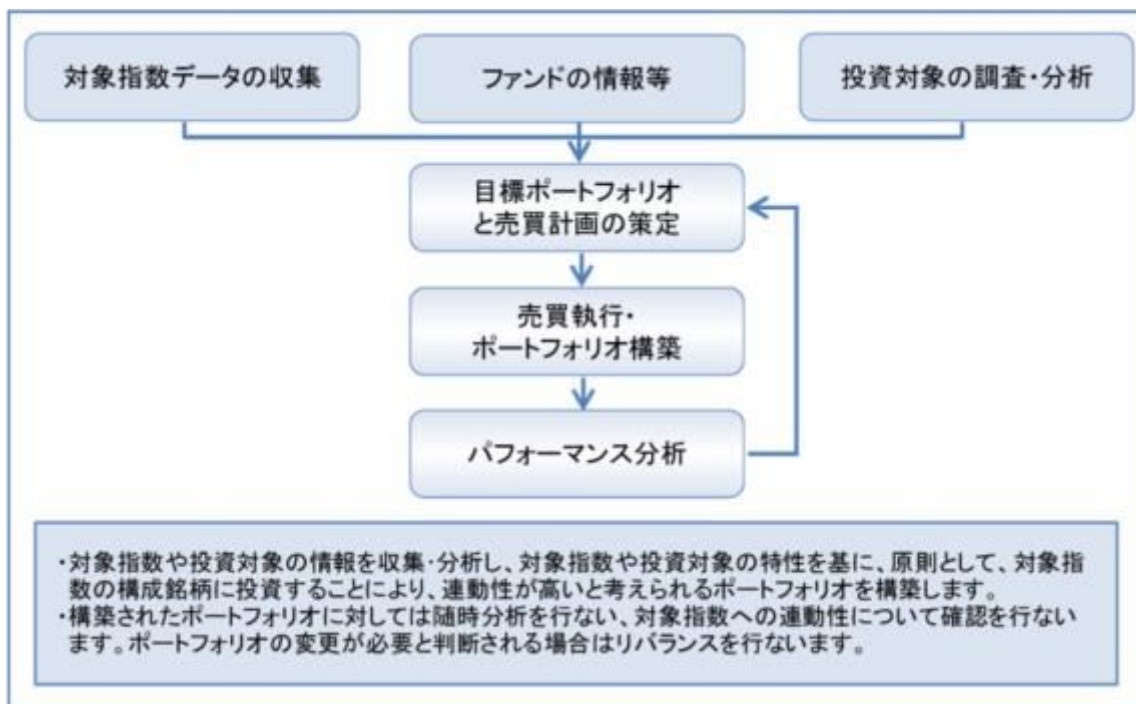 対象指数データの収集
ファンドの情報等
投資対象の調査・分析
目標ポートフォリオ
と売買計画の策定
売買執行・
ポートフォリオ構築
パフォーマンス分析
・対象指数や投資対象の情報を収集・分析し、対象指数や投資対象の特性を基に、原則として、対象指
数の構成銘柄に投資することにより、連動性が高いと考えられるポートフォリオを構築します。
・構築されたポートフォリオに対しては随時分析を行ない、対象指数への連動性について確認を行ない
ます。ポートフォリオの変更が必要と判断される場合はリバランスを行ないます。